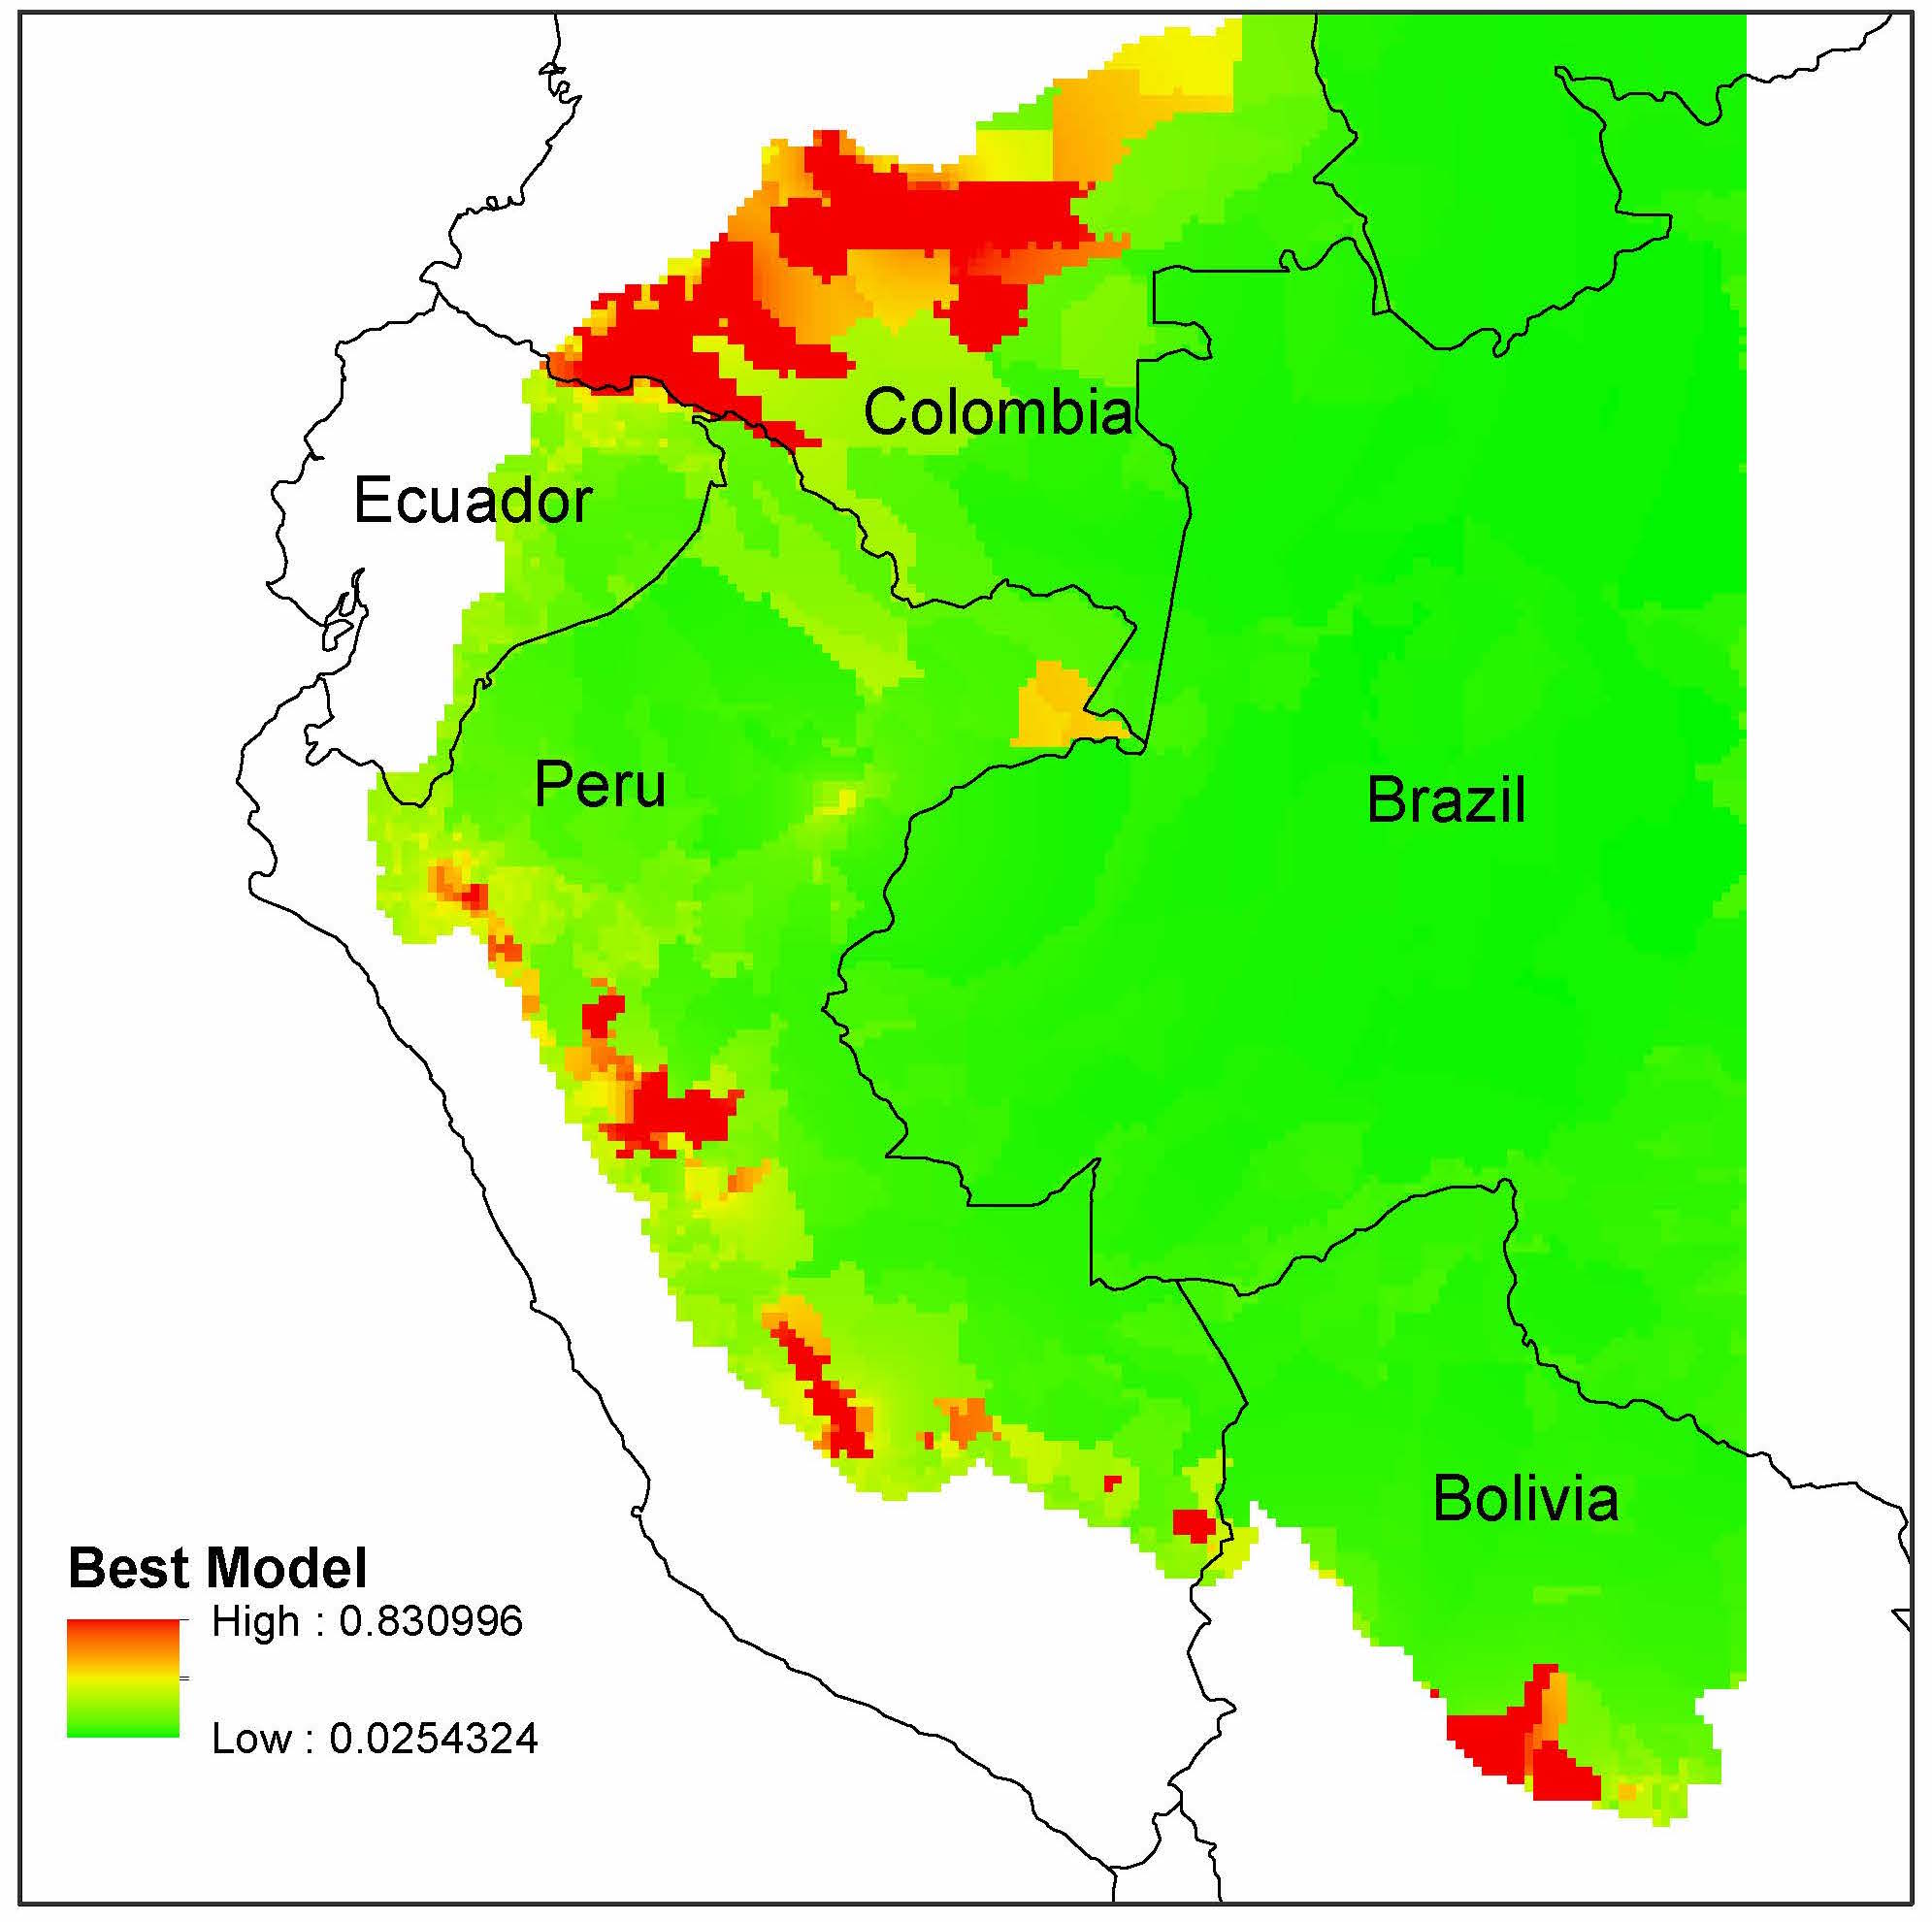 Colombia
Ecuador
Peru
Brazil
Bolivia
Best Model
High : 0.830996
Low : 0.0254324